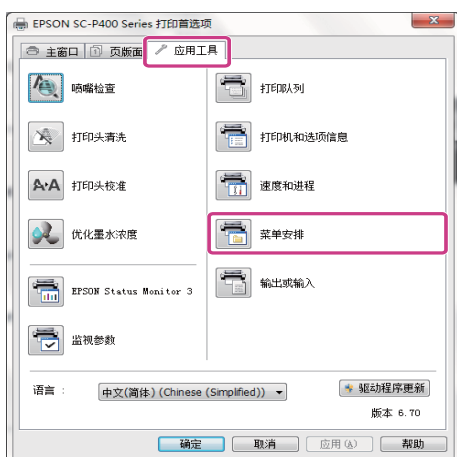 EPSON SC-P400 Series 打印首选项
主窗口 页版面 应用工具
喷嘴检查
打印队列
打印头清洗
打印机和选项信息
A·A
打印头校准
速度和进程
优化墨水浓度
菜单安排
EPSON Status Monitor 3
输出或输入
监视参数
语言 :
中文(简体) (Chinese (Simplified))
驱动程序更新
版本 6.70
确定 取消 应用(A) 帮助